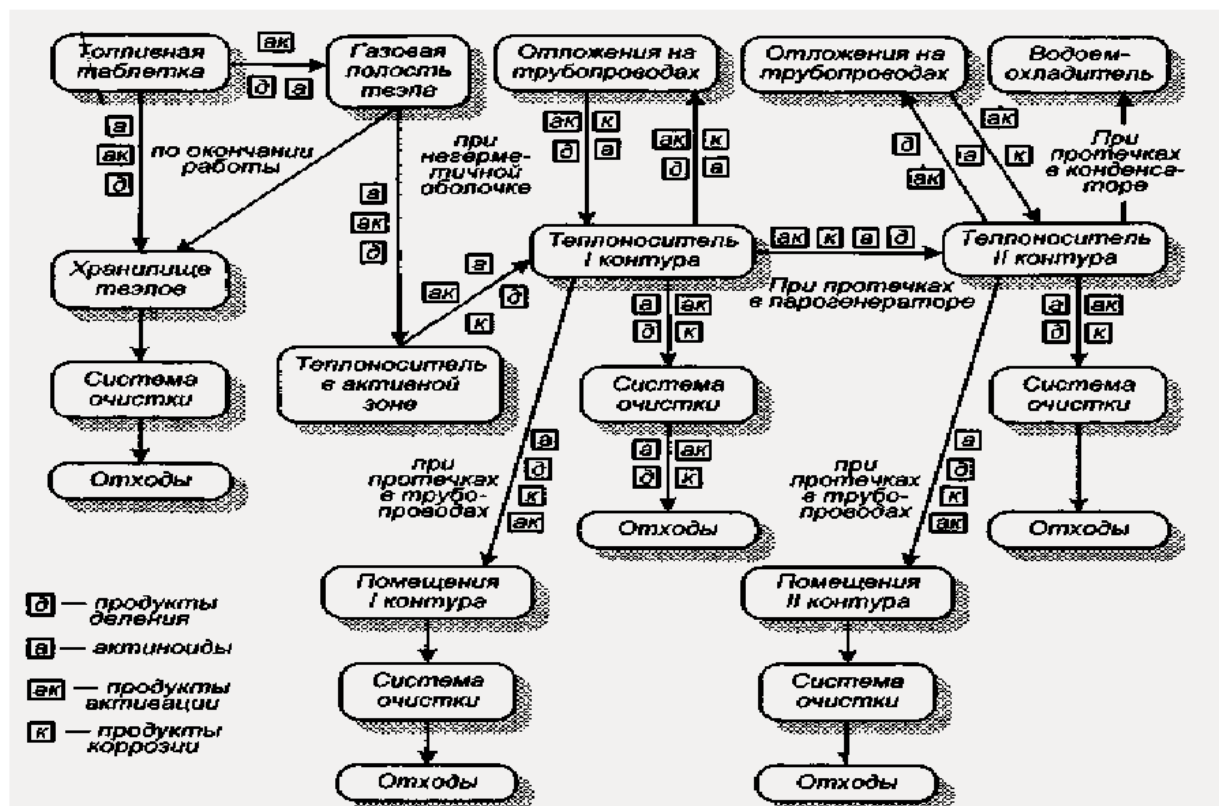 Топливная
таблетка
ак
д а
Газовая
полость
твэла
Отложения на
трубопроводах
Отложения на
трубопроводах
Водоем-
охладитель
а
ак
д
по окончании
работы
при
негерме-
тичной
оболочке
а
ак
д
ак к
д а
ак к
д а
д
ак
а
ак
к
При
протечках
в конденса-
торе
Хранилище
твэлов
Теплоноситель
I контура
ак к а д
При протечках
в парогенераторе
Теплоноситель
II контура
а
ак
д
к
Теплоноситель
в активной
зоне
а ак
д к
а ак
д к
Система
очистки
Система
очистки
Система
очистки
Отходы
при
протечках
в трубо-
проводах
а
д
к
ак
а ак
д к
Отходы
при
протечках
в трубо-
проводах
а
д
к
ак
Отходы
Помещения
I контура
Помещения
II контура
Система
очистки
Система
очистки
Отходы
Отходы
д — продукты
деления
а — актиноиды
ак — продукты
активации
к — продукты
коррозии